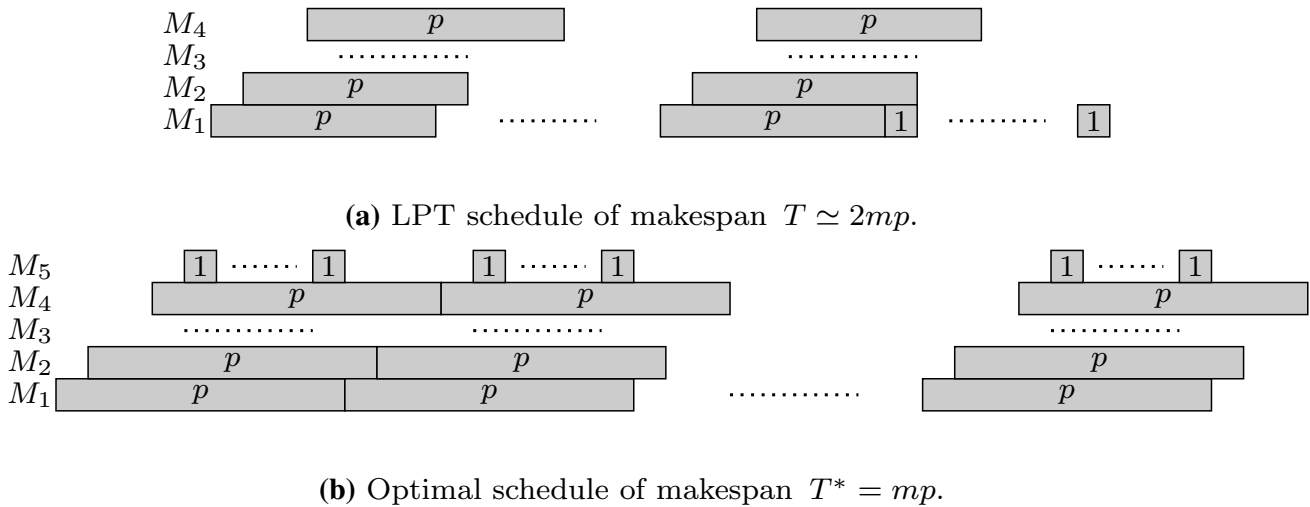 M₄ p p
M₃
M₂ p p
M₁ p p 1 1
(a) LPT schedule of makespan T ≃ 2mp.
M₅ 1 1 1 1 1 1
M₄ p p p
M₃
M₂ p p p
M₁ p p p
(b) Optimal schedule of makespan T* = mp.